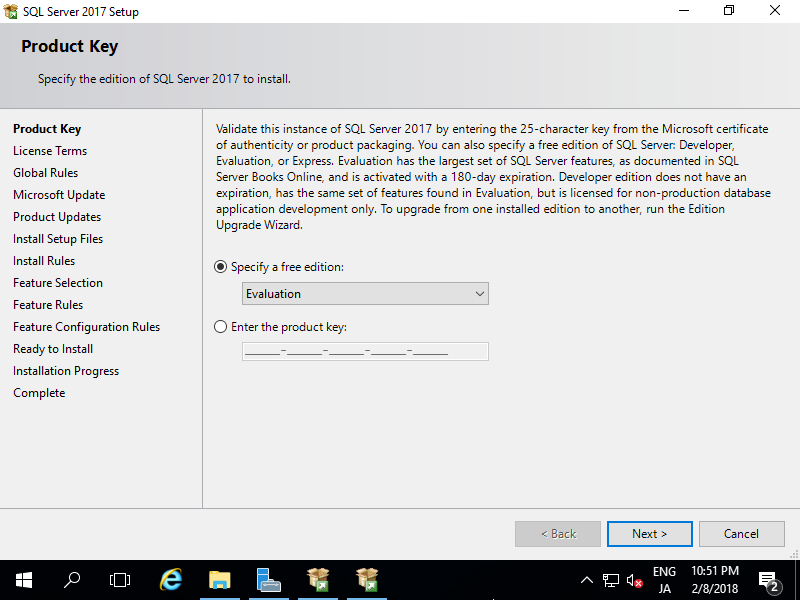 SQL Server 2017 Setup
Product Key
Specify the edition of SQL Server 2017 to install.
Product Key
License Terms
Global Rules
Microsoft Update
Product Updates
Install Setup Files
Install Rules
Feature Selection
Feature Rules
Feature Configuration Rules
Ready to Install
Installation Progress
Complete
Validate this instance of SQL Server 2017 by entering the 25-character key from the Microsoft certificate
of authenticity or product packaging. You can also specify a free edition of SQL Server: Developer,
Evaluation, or Express. Evaluation has the largest set of SQL Server features, as documented in SQL
Server Books Online, and is activated with a 180-day expiration. Developer edition does not have an
expiration, has the same set of features found in Evaluation, but is licensed for non-production database
application development only. To upgrade from one installed edition to another, run the Edition
Upgrade Wizard.
Specify a free edition:
Evaluation
Enter the product key:
_____-_____-_____-_____-_____
< Back
Next >
Cancel
ENG
JA
10:51 PM
2/8/2018
2